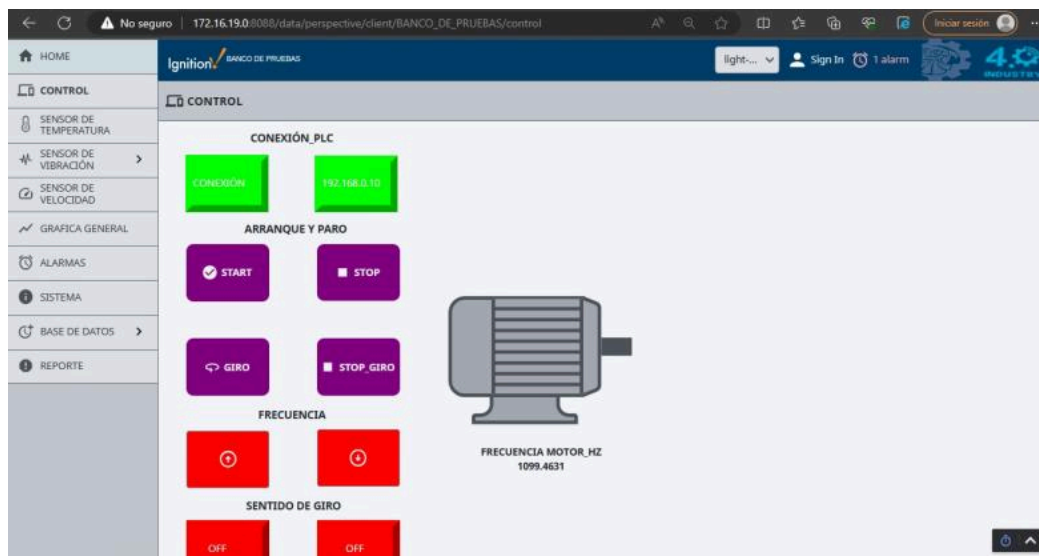 No seguro
172.16.19.0:8088/data/perspective/client/BANCO_DE_PRUEBAS/control
Iniciar sesión
HOME
CONTROL
SENSOR DE
TEMPERATURA
SENSOR DE
VIBRACIÓN
SENSOR DE
VELOCIDAD
GRAFICA GENERAL
ALARMAS
SISTEMA
BASE DE DATOS
REPORTE
Ignition
BANCO DE PRUEBAS
light-...
Sign In
1 alarm
4.0
INDUSTRY
CONTROL
CONEXIÓN_PLC
CONEXIÓN
192.168.0.10
ARRANQUE Y PARO
START
STOP
GIRO
STOP_GIRO
FRECUENCIA
FRECUENCIA MOTOR_HZ
1099.4631
SENTIDO DE GIRO
OFF
OFF